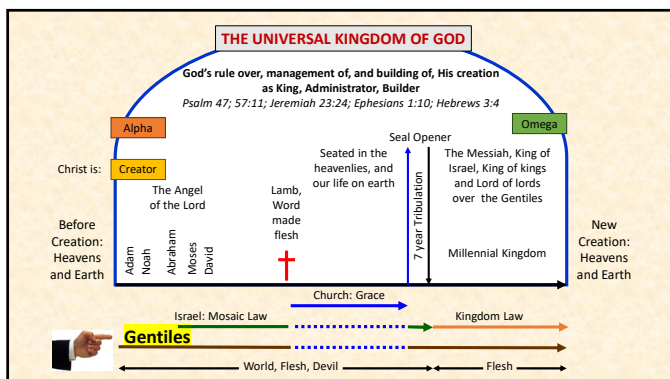 THE UNIVERSAL KINGDOM OF GOD
God's rule over, management of, and building of, His creation
as King, Administrator, Builder
Psalm 47; 57:11; Jeremiah 23:24; Ephesians 1:10; Hebrews 3:4
Alpha
Omega
Seal Opener
Christ is:
Creator
The Angel
of the Lord
Lamb,
Word
made
flesh
Seated in the
heavenlies, and
our life on earth
7 year Tribulation
The Messiah, King of
Israel, King of kings
and Lord of lords
over the Gentiles
Before
Creation:
Heavens
and Earth
Adam
Noah
Abraham
Moses
David
Millennial Kingdom
New
Creation:
Heavens
and Earth
Church: Grace
Israel: Mosaic Law
Kingdom Law
Gentiles
World, Flesh, Devil
Flesh